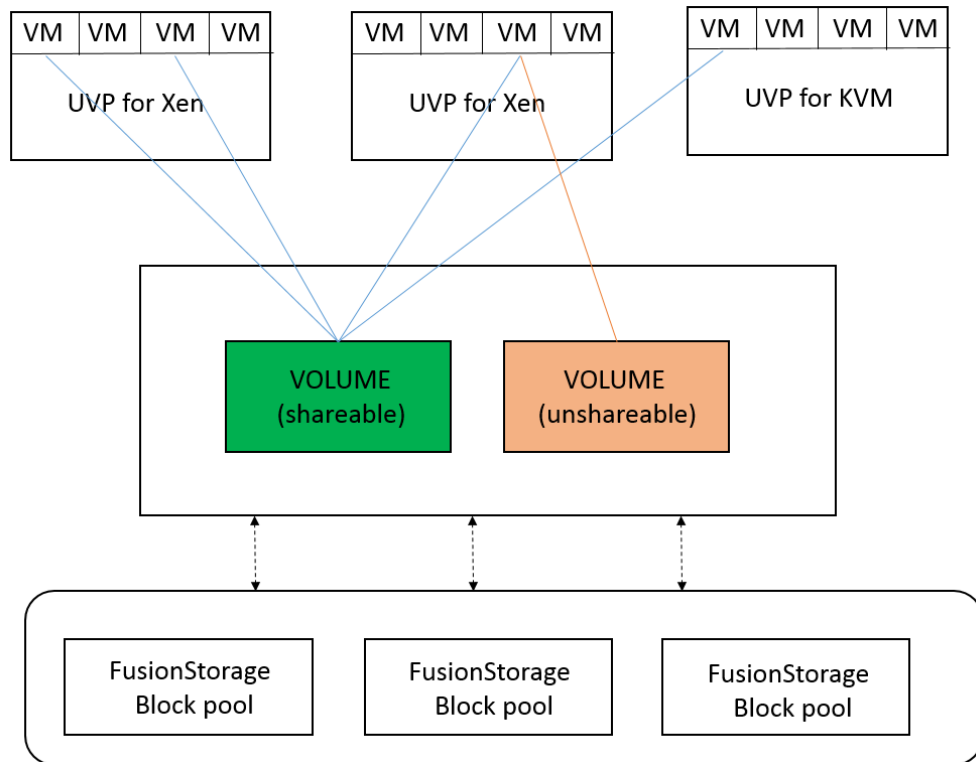 VM VM VM VM
UVP for Xen
VM VM VM VM
UVP for Xen
VM VM VM VM
UVP for KVM
VOLUME
(shareable)
VOLUME
(unshareable)
FusionStorage
Block pool
FusionStorage
Block pool
FusionStorage
Block pool